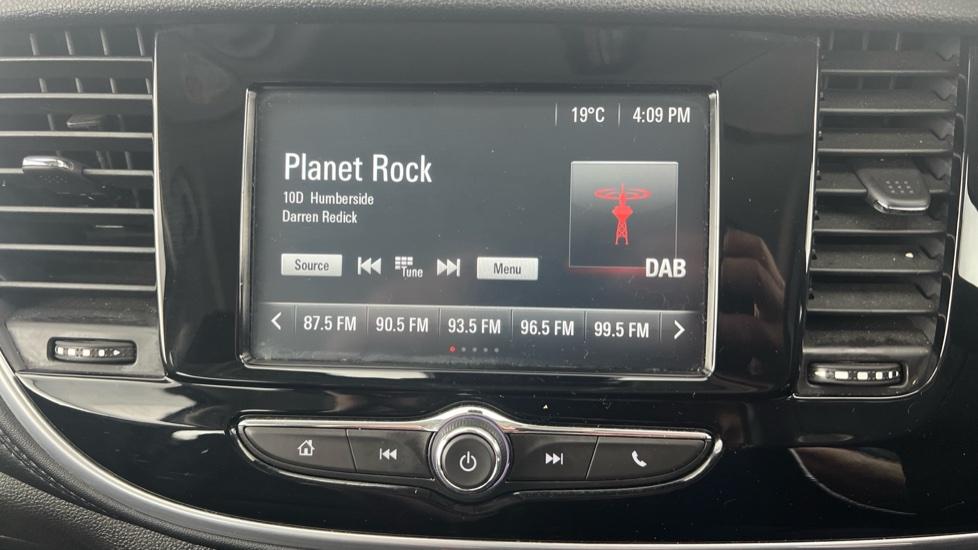 19°C 4:09 PM
Planet Rock
10D Humberside
Darren Redick
Source Tune Menu
DAB
87.5 FM 90.5 FM 93.5 FM 96.5 FM 99.5 FM